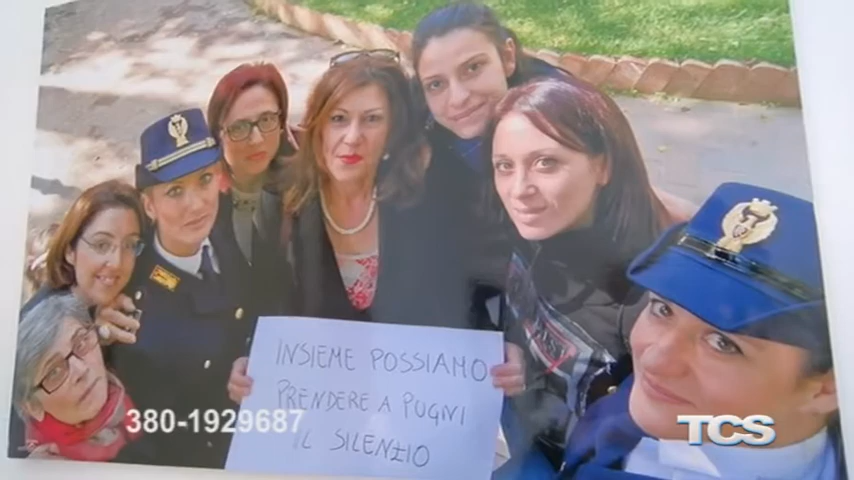 INSIEME POSSIAMO
PRENDERE A PUGNI
IL SILENZIO
380-1929687
TCS